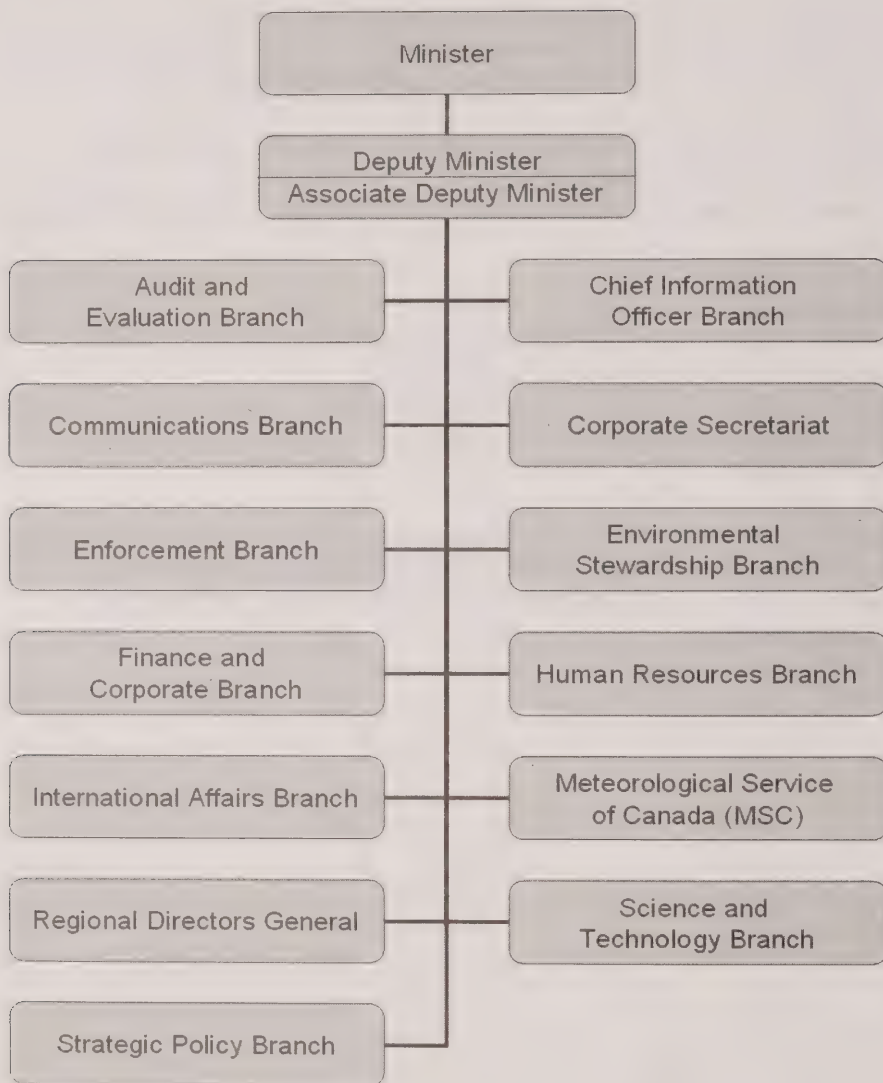 Minister
Deputy Minister
Associate Deputy Minister
Audit and
Evaluation Branch
Chief Information
Officer Branch
Communications Branch
Corporate Secretariat
Enforcement Branch
Environmental
Stewardship Branch
Finance and
Corporate Branch
Human Resources Branch
International Affairs Branch
Meteorological Service
of Canada (MSC)
Regional Directors General
Science and
Technology Branch
Strategic Policy Branch